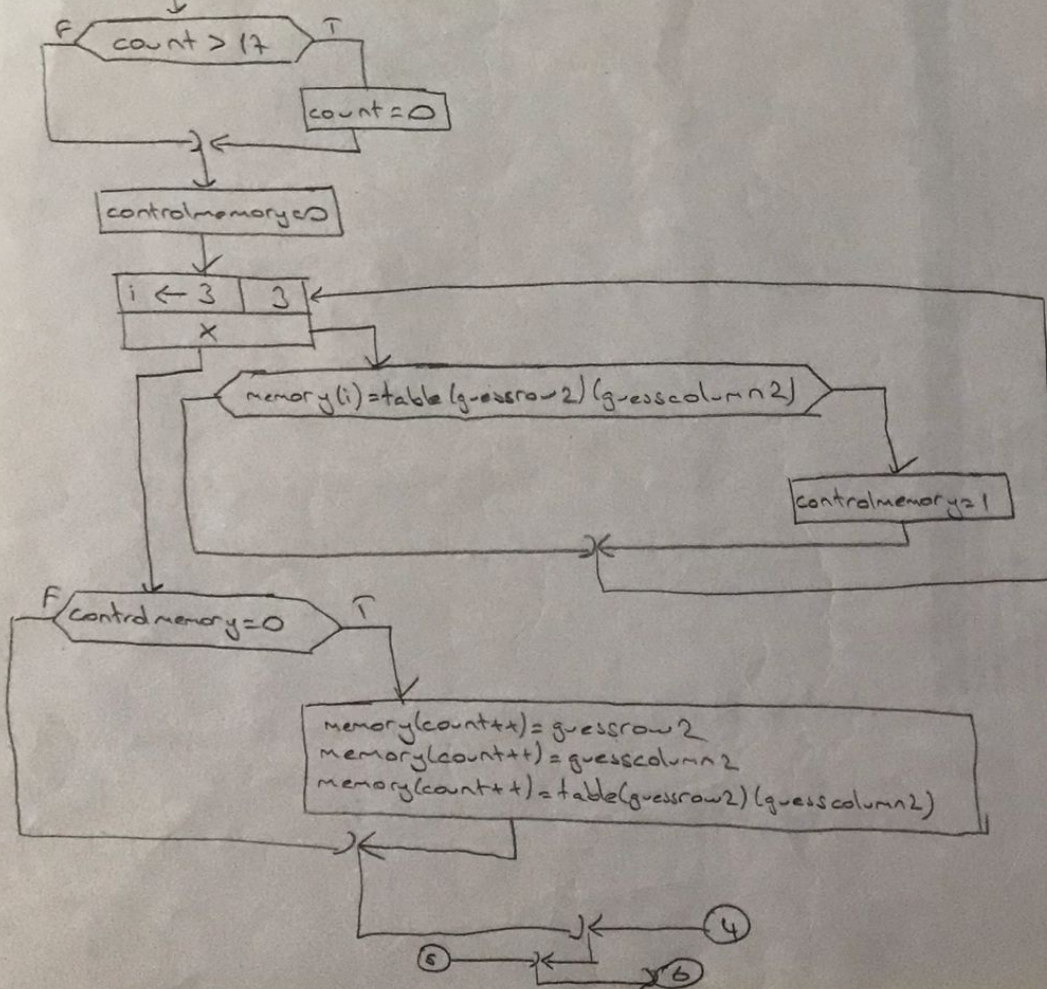 F count > 17 T
count=0
controlmemory=0
i ← 3 3
x
memory(i)=table(guessrow2)(guesscolumn2)
controlmemory=1
F controlmemory=0 T
memory(count++)=guessrow2
memory(count++)=guesscolumn2
memory(count++)=table(guessrow2)(guesscolumn2)
4
5
6